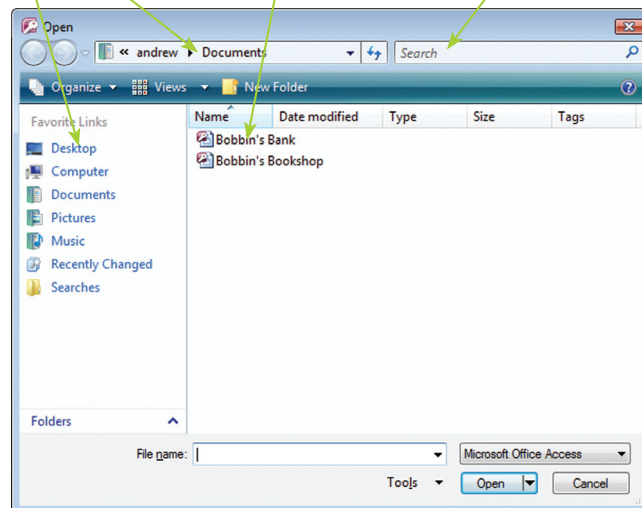 Open
« andrew Documents Search
Organize Views New Folder
Favorite Links
Name Date modified Type Size Tags
Desktop
Computer
Documents
Pictures
Music
Recently Changed
Searches
Bobbin's Bank
Bobbin's Bookshop
Folders
File name: Microsoft Office Access
Tools Open Cancel